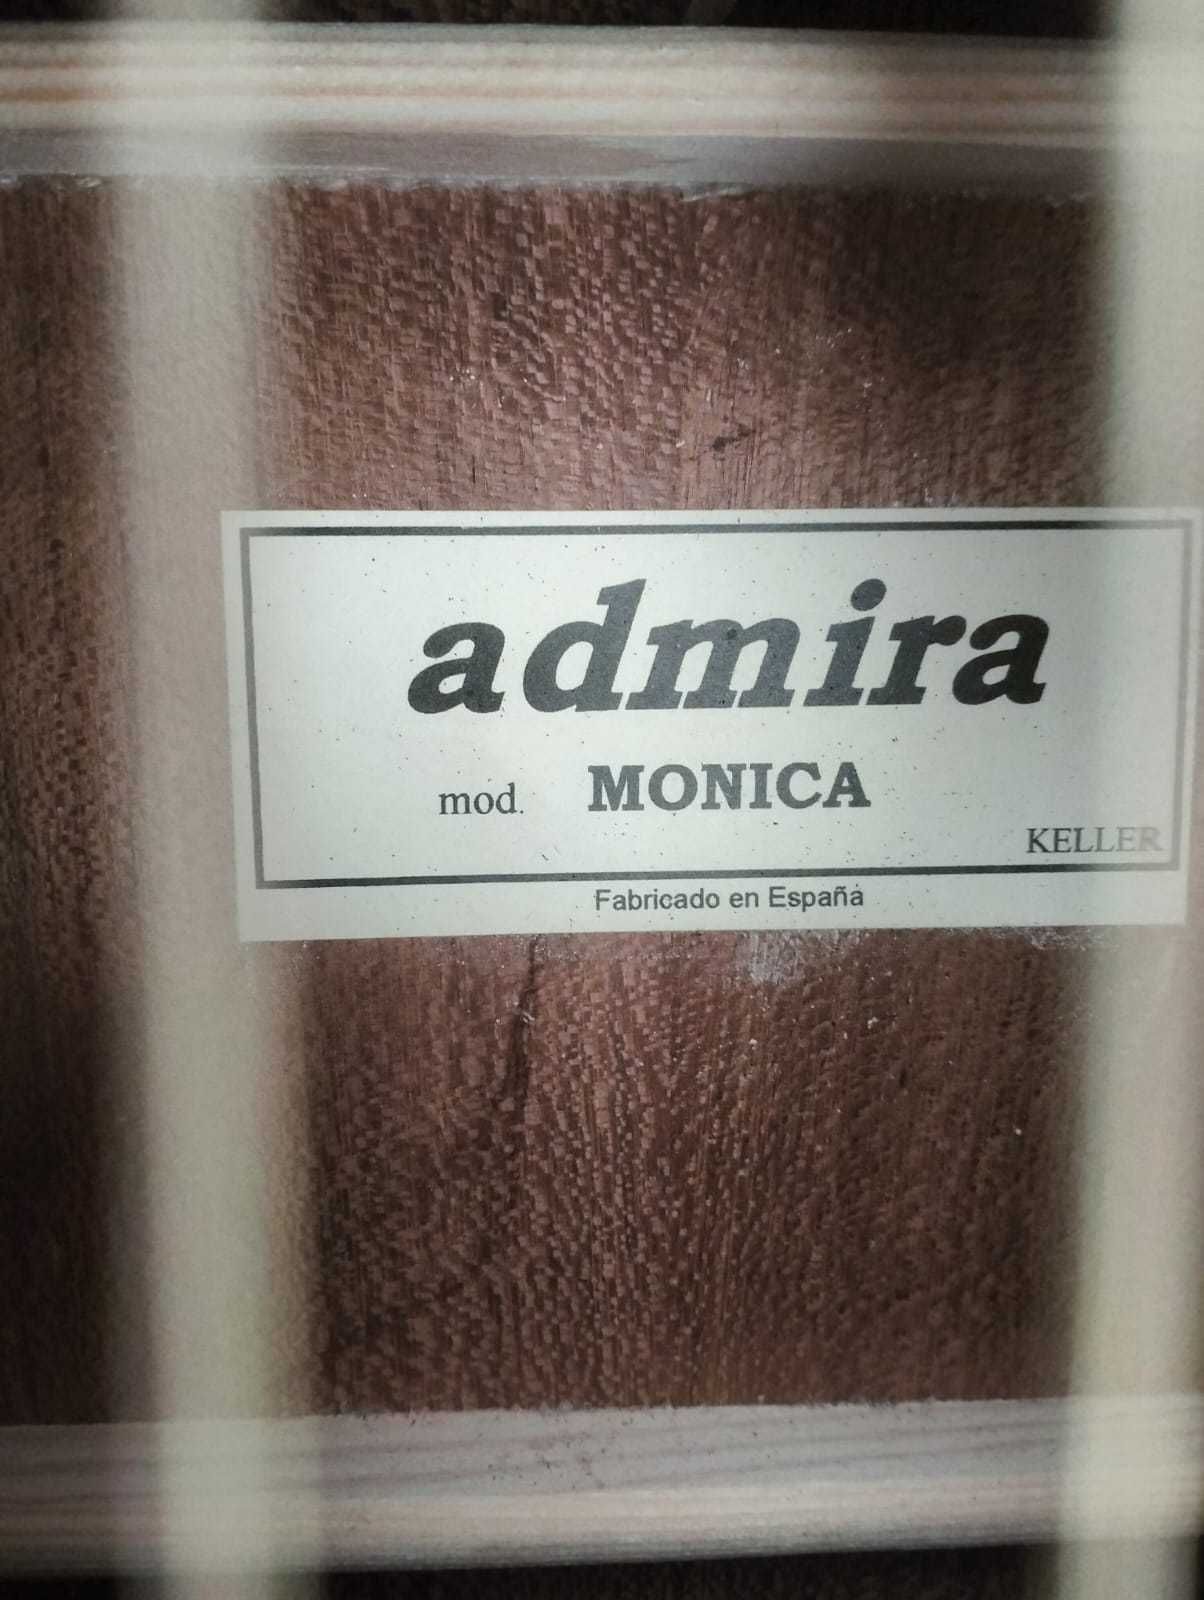 admira
mod. MONICA
KELLER
Fabricado en España